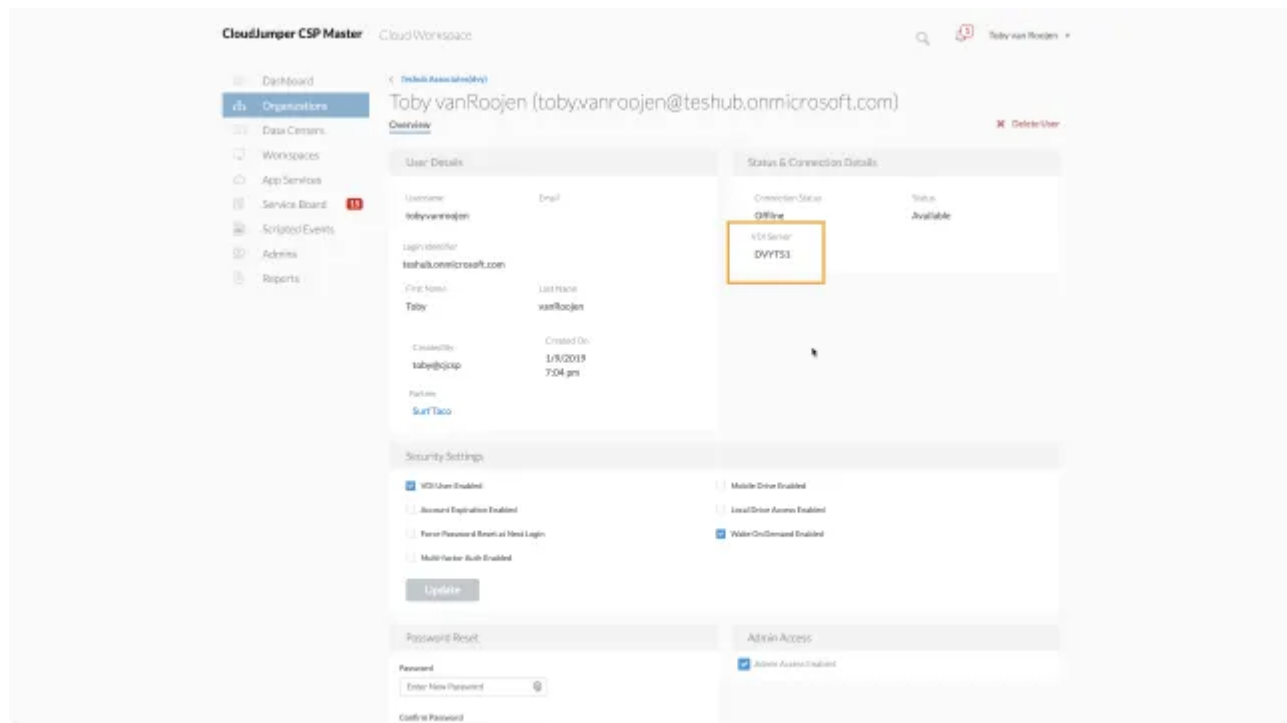 CloudJumper CSP Master Cloud Workspace
1 Toby van Roojen
Dashboard
Organizations
Data Centers
Workspaces
App Services
Service Board 15
Scripted Events
Admins
Reports
Toby vanRoojen (toby.vanroojen@teshub.onmicrosoft.com)
Overview
Delete User
User Details
Username Email
tobyvanroojen
Login Identifier
teshub.onmicrosoft.com
First Name Last Name
Toby vanRoojen
Created By Created On
toby@cjcsp 1/9/2019
7:04 pm
Partner
Surf Taco
Status & Connection Details
Connection Status Status
Offline Available
VDI Server
DVYTS1
Security Settings
VDI User Enabled Mobile Drive Enabled
Account Expiration Enabled Local Drive Access Enabled
Force Password Reset at Next Login Wake On Demand Enabled
Multi-factor Auth Enabled
Update
Password Reset
Password
Enter New Password
Confirm Password
Admin Access
Admin Access Enabled